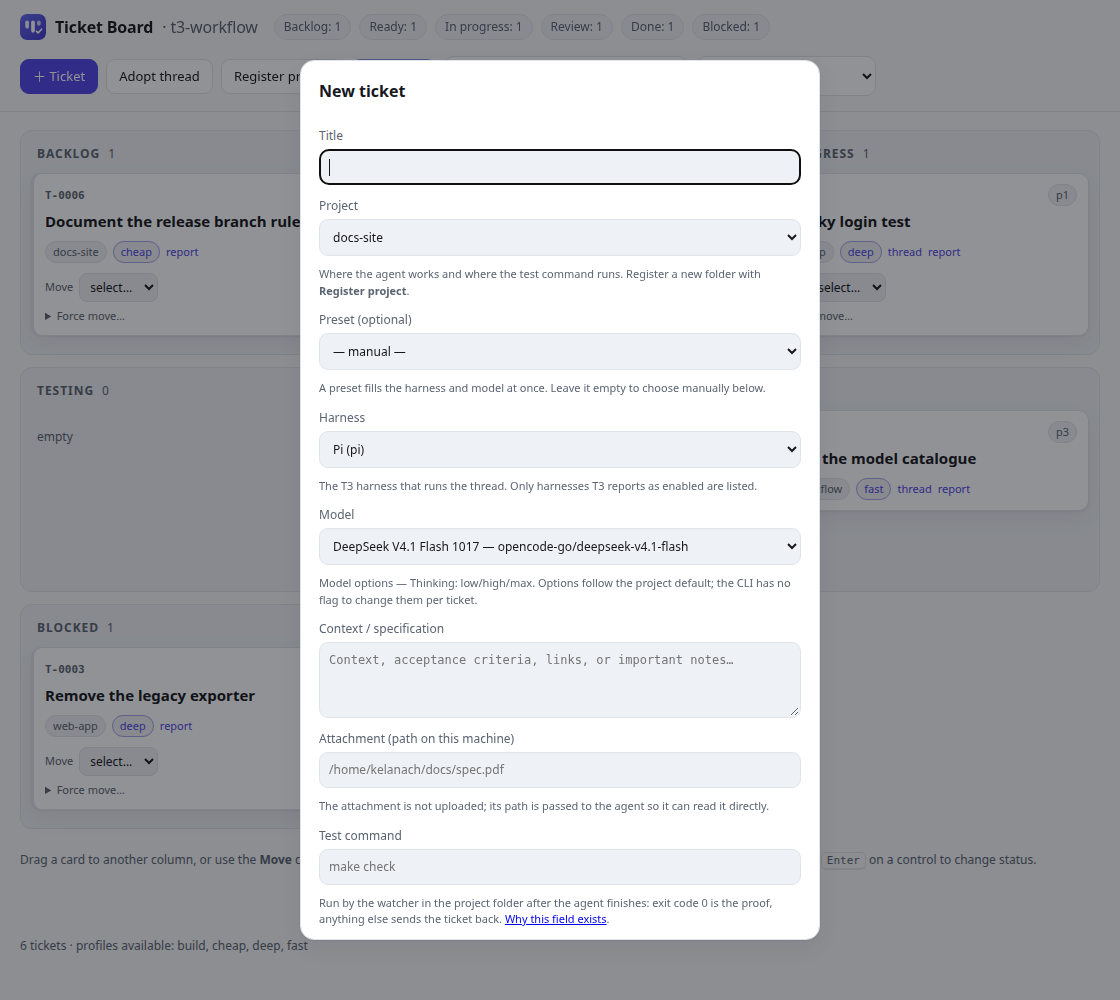 Ticket Board · t3-workflow Backlog: 1 Ready: 1 In progress: 1 Review: 1 Done: 1 Blocked: 1
+ Ticket Adopt thread Register pr
New ticket
Title
Project
docs-site
Where the agent works and where the test command runs. Register a new folder with
Register project.
Preset (optional)
— manual —
A preset fills the harness and model at once. Leave it empty to choose manually below.
Harness
Pi (pi)
The T3 harness that runs the thread. Only harnesses T3 reports as enabled are listed.
Model
DeepSeek V4.1 Flash 1017 — opencode-go/deepseek-v4.1-flash
Model options — Thinking: low/high/max. Options follow the project default; the CLI has no
flag to change them per ticket.
Context / specification
Context, acceptance criteria, links, or important notes…
Attachment (path on this machine)
/home/kelanach/docs/spec.pdf
The attachment is not uploaded; its path is passed to the agent so it can read it directly.
Test command
make check
Run by the watcher in the project folder after the agent finishes: exit code 0 is the proof,
anything else sends the ticket back. Why this field exists.
BACKLOG 1
T-0006
Document the release branch rule
docs-site cheap report
Move select...
Force move...
GRESS 1
p1
ky login test
p deep thread report
select...
move...
TESTING 0
empty
p3
the model catalogue
flow fast thread report
BLOCKED 1
T-0003
Remove the legacy exporter
web-app deep report
Move select...
Force move...
Drag a card to another column, or use the Move c
Enter on a control to change status.
6 tickets · profiles available: build, cheap, deep, fast